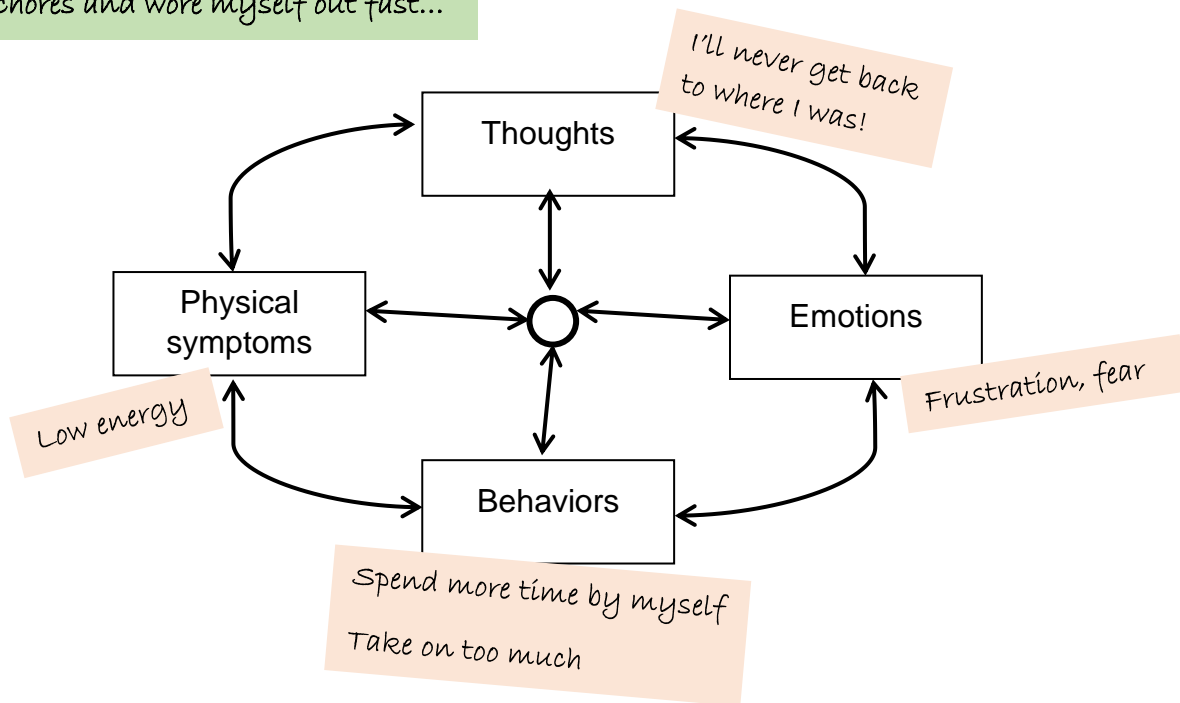 chores and wore myself out fast...
I'll never get back
to where I was!
Thoughts
Physical
symptoms
Emotions
Low energy
Frustration, fear
Behaviors
Spend more time by myself
Take on too much